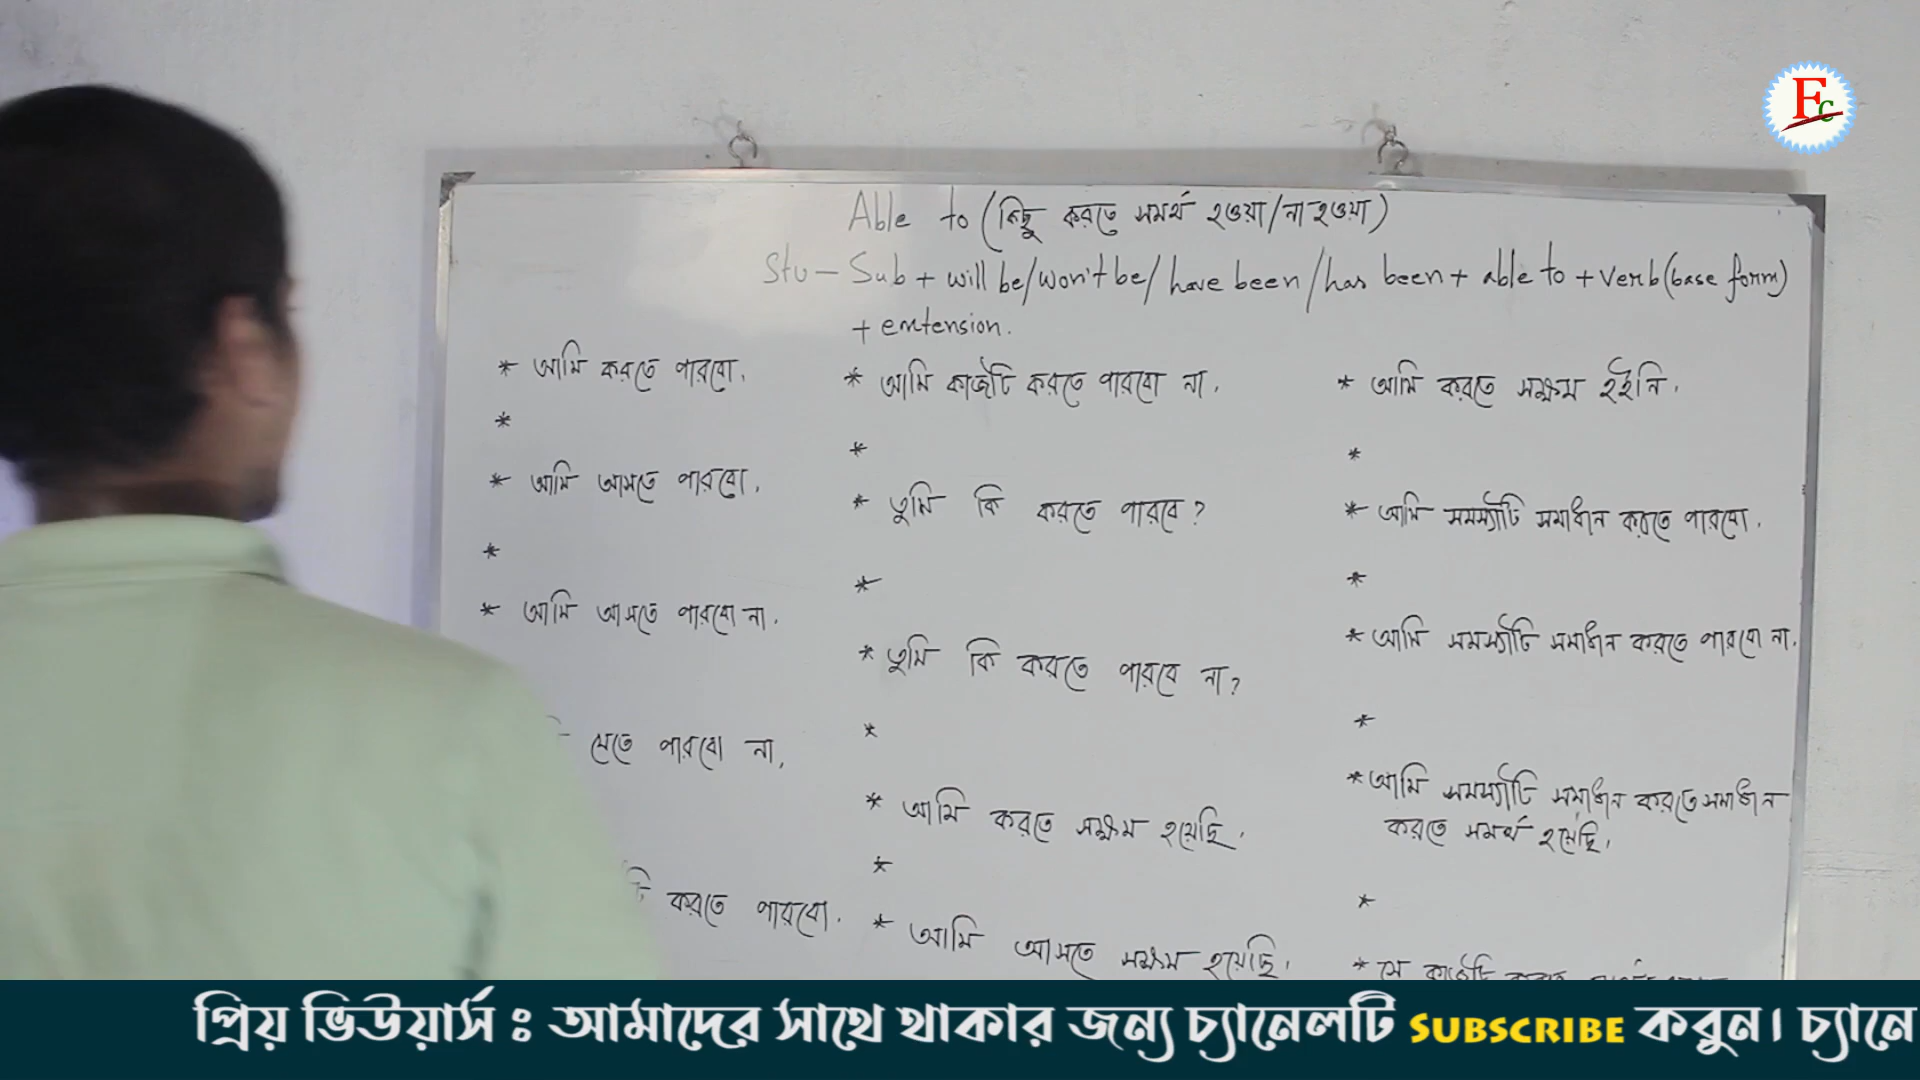 Fc
Able to (কিছু করতে সমর্থ হওয়া/না হওয়া)
Stu – Sub + will be/won't be/ have been /has been + able to + verb (base form)
+ extension.
* আমি করতে পারবো.
*
* আমি আসতে পারবো.
*
* আমি আসতে পারবো না.
যেতে পারবো না.
টি করতে পারবো.
* আমি কাজটি করতে পারবো না.
*
* তুমি কি করতে পারবে?
*
* তুমি কি করতে পারবে না?
*
* আমি করতে সক্ষম হয়েছি.
*
* আমি আসতে সক্ষম হয়েছি.
* আমি করতে সক্ষম হইনি.
*
* আমি সমস্যাটি সমাধান করতে পারবো.
*
* আমি সমস্যাটি সমাধান করতে পারবো না.
*
* আমি সমস্যাটি সমাধান করতে সমাধান
করতে সমর্থ হয়েছি.
*
* সে কাজটি
প্রিয় ভিউয়ার্স ঃ আমাদের সাথে থাকার জন্য চ্যানেলটি SUBSCRIBE করুন। চ্যানে